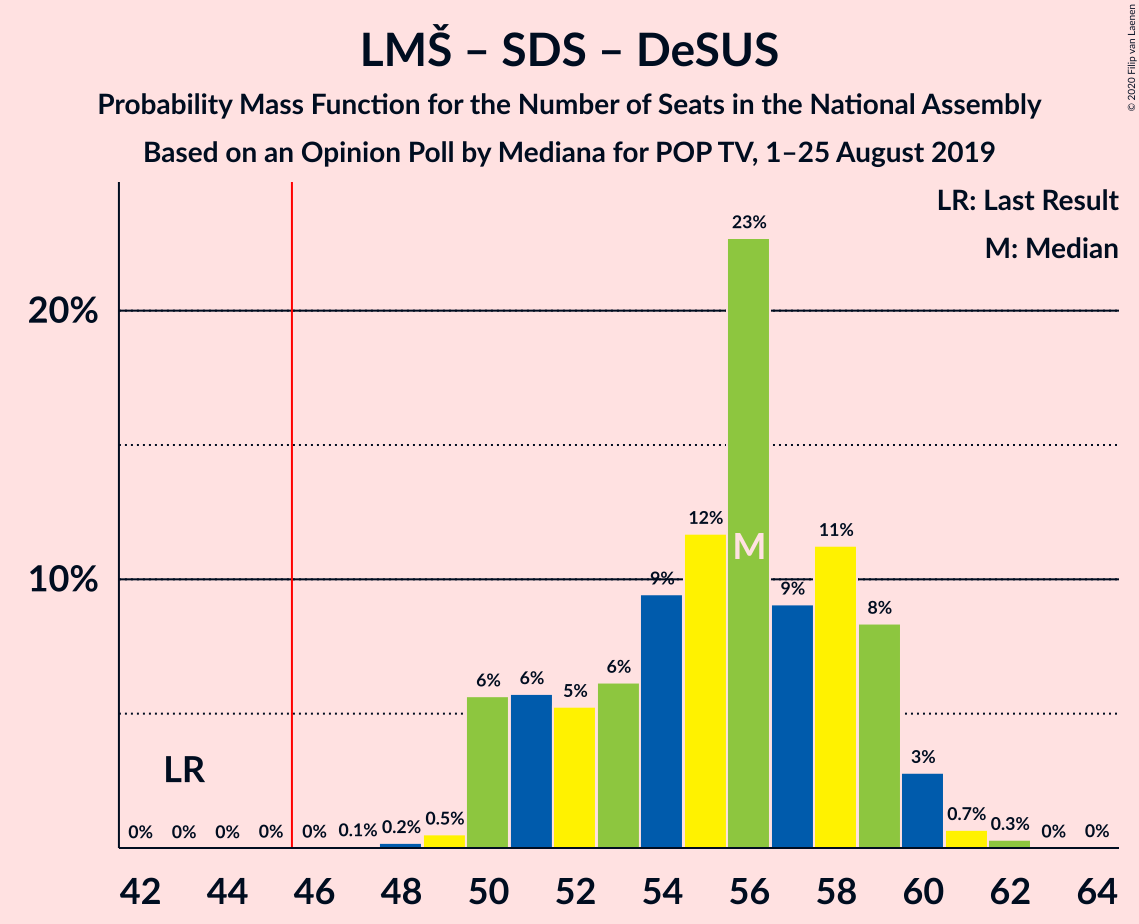 LMŠ – SDS – DeSUS
Probability Mass Function for the Number of Seats in the National Assembly
Based on an Opinion Poll by Mediana for POP TV, 1–25 August 2019
© 2020 Filip van Laenen
LR: Last Result
M: Median
20%
10%
LR
M
0%
0%
0%
0%
0%
0.1%
0.2%
0.5%
6%
6%
5%
6%
9%
12%
23%
9%
11%
8%
3%
0.7%
0.3%
0%
0%
42 44 46 48 50 52 54 56 58 60 62 64